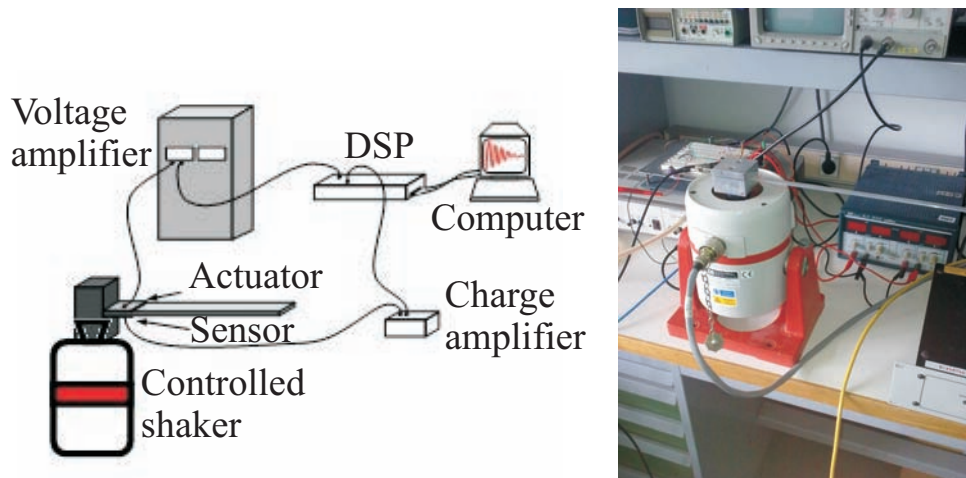 Voltage
amplifier
DSP
Computer
Actuator
Sensor
Charge
amplifier
Controlled
shaker